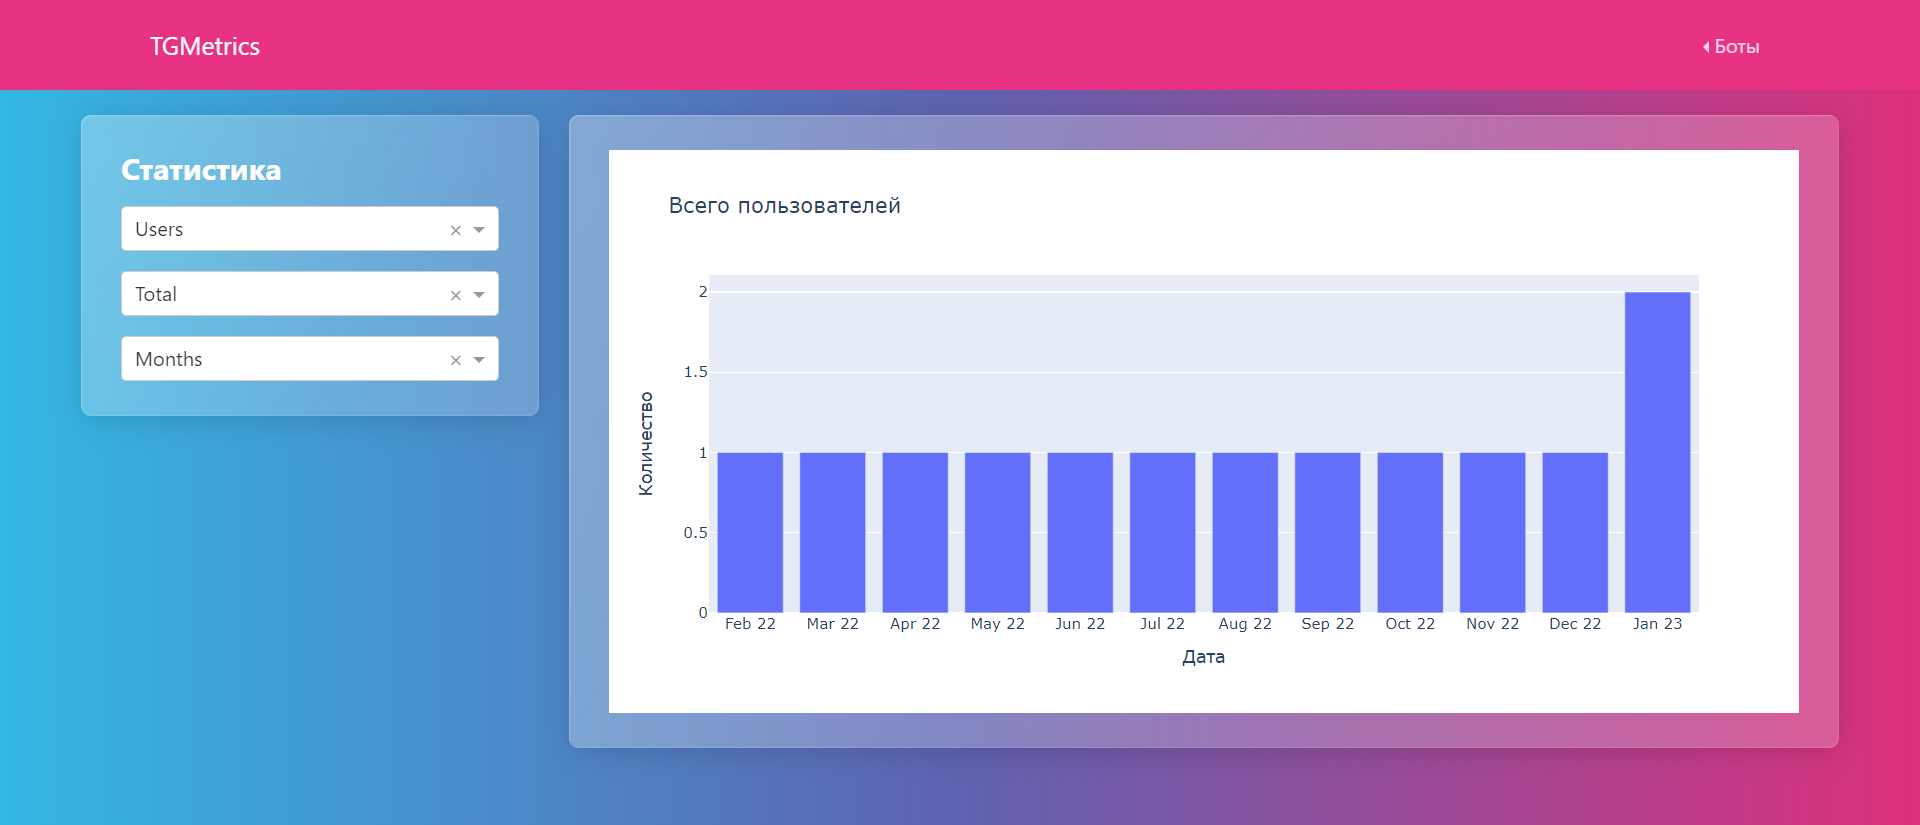 TGMetrics
Боты
Статистика
Users
Total
Months
Всего пользователей
Количество
2
1.5
1
0.5
0
Feb 22 Mar 22 Apr 22 May 22 Jun 22 Jul 22 Aug 22 Sep 22 Oct 22 Nov 22 Dec 22 Jan 23
Дата